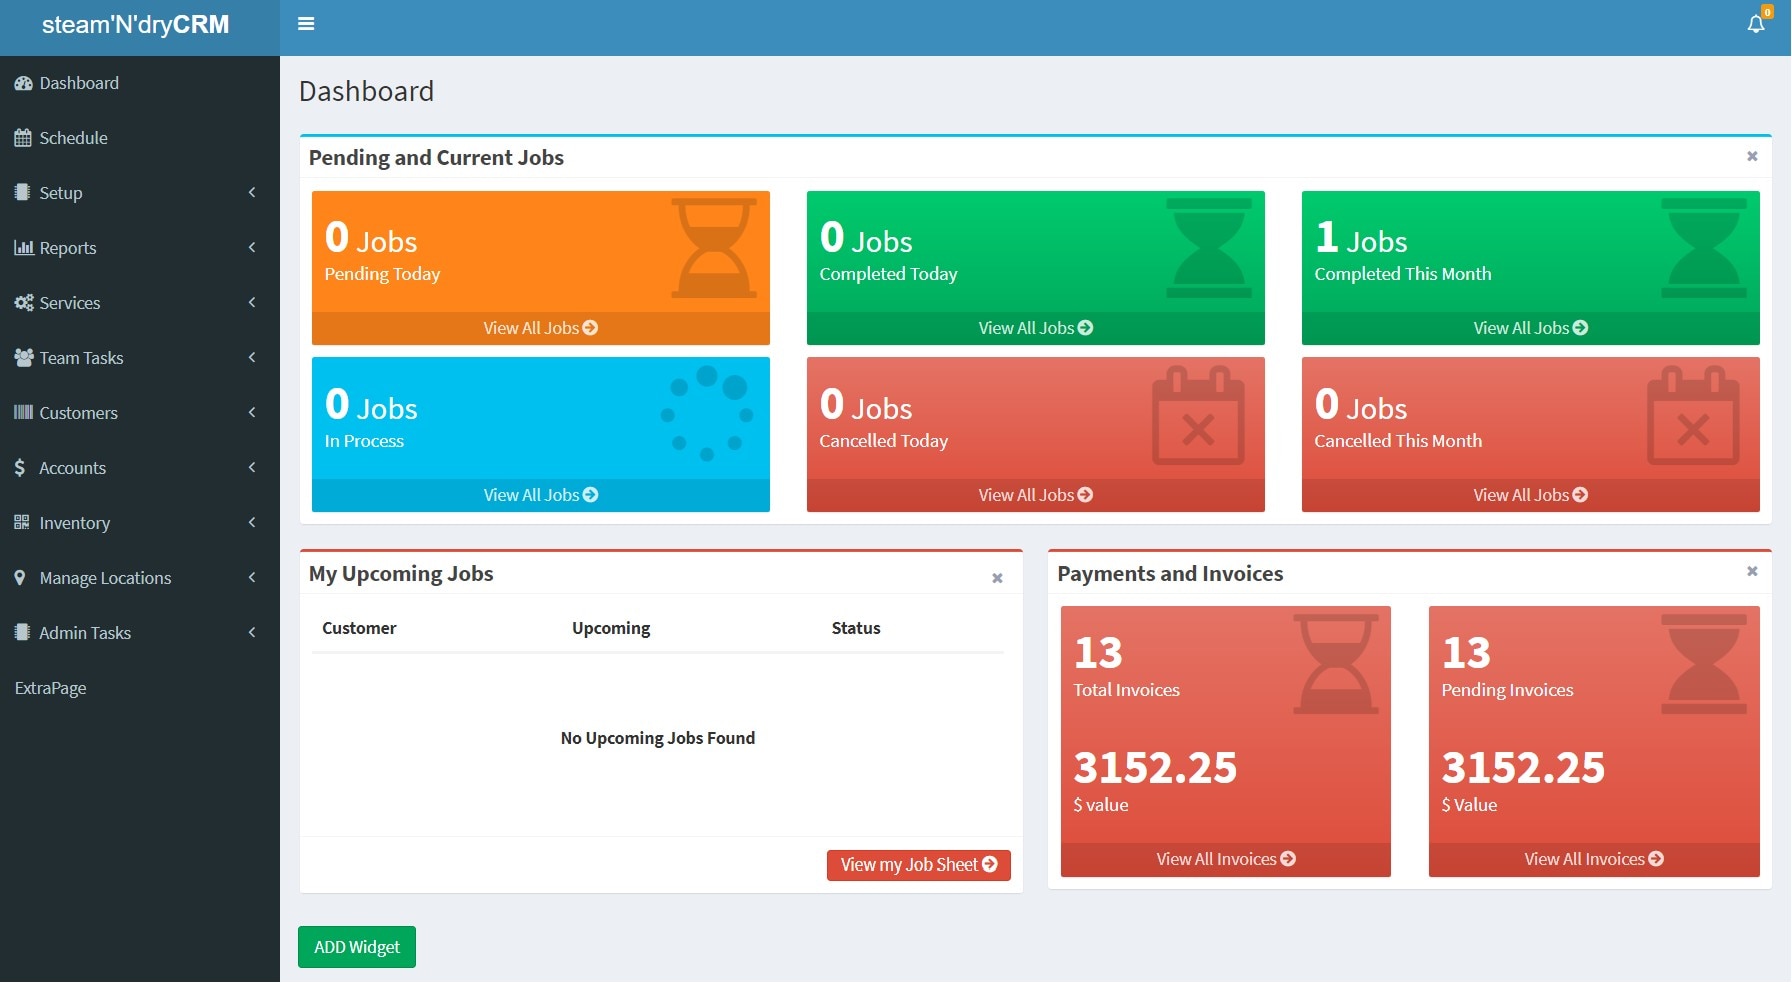 steam'N'dryCRM
0
Dashboard
Schedule
Setup
Reports
Services
Team Tasks
Customers
Accounts
Inventory
Manage Locations
Admin Tasks
ExtraPage
Dashboard
Pending and Current Jobs
0 Jobs
Pending Today
View All Jobs
0 Jobs
Completed Today
View All Jobs
1 Jobs
Completed This Month
View All Jobs
0 Jobs
In Process
View All Jobs
0 Jobs
Cancelled Today
View All Jobs
0 Jobs
Cancelled This Month
View All Jobs
My Upcoming Jobs
Customer Upcoming Status
No Upcoming Jobs Found
View my Job Sheet
Payments and Invoices
13
Total Invoices
3152.25
$ value
View All Invoices
13
Pending Invoices
3152.25
$ Value
View All Invoices
ADD Widget